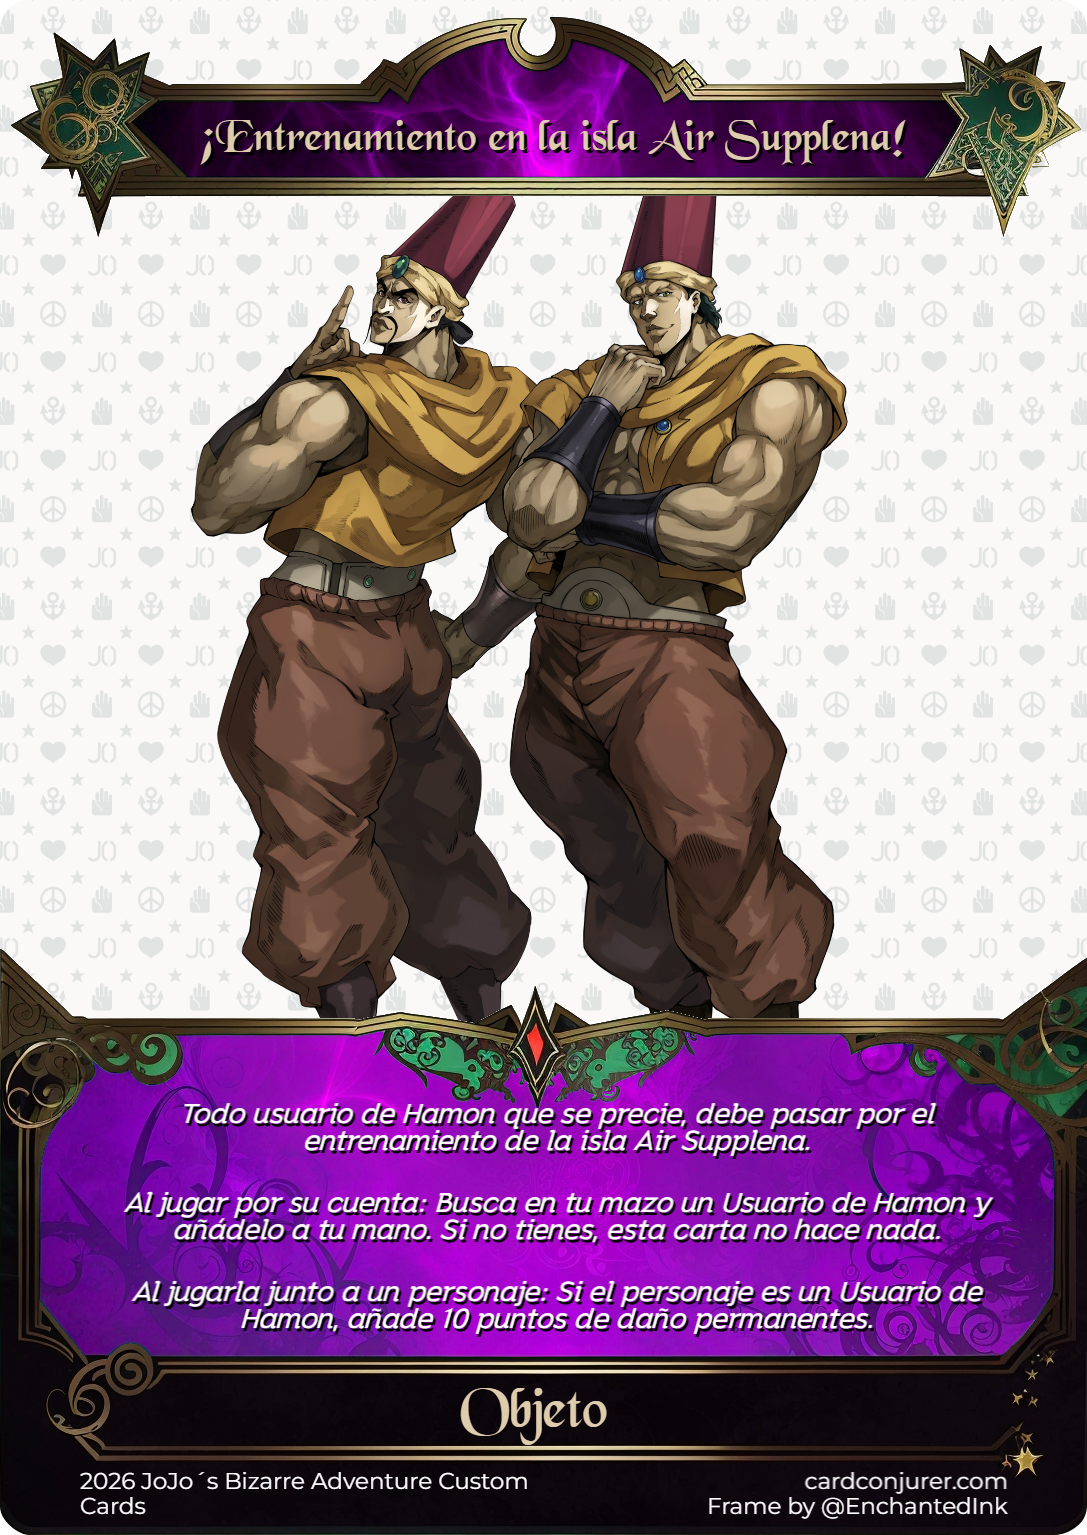 ¡Entrenamiento en la isla Air Supplena!
Todo usuario de Hamon que se precie, debe pasar por el
entrenamiento de la isla Air Supplena.
Al jugar por su cuenta: Busca en tu mazo un Usuario de Hamon y
añádelo a tu mano. Si no tienes, esta carta no hace nada.
Al jugarla junto a un personaje: Si el personaje es un Usuario de
Hamon, añade 10 puntos de daño permanentes.
Objeto
2026 JoJo´s Bizarre Adventure Custom
Cards
cardconjurer.com
Frame by @EnchantedInk